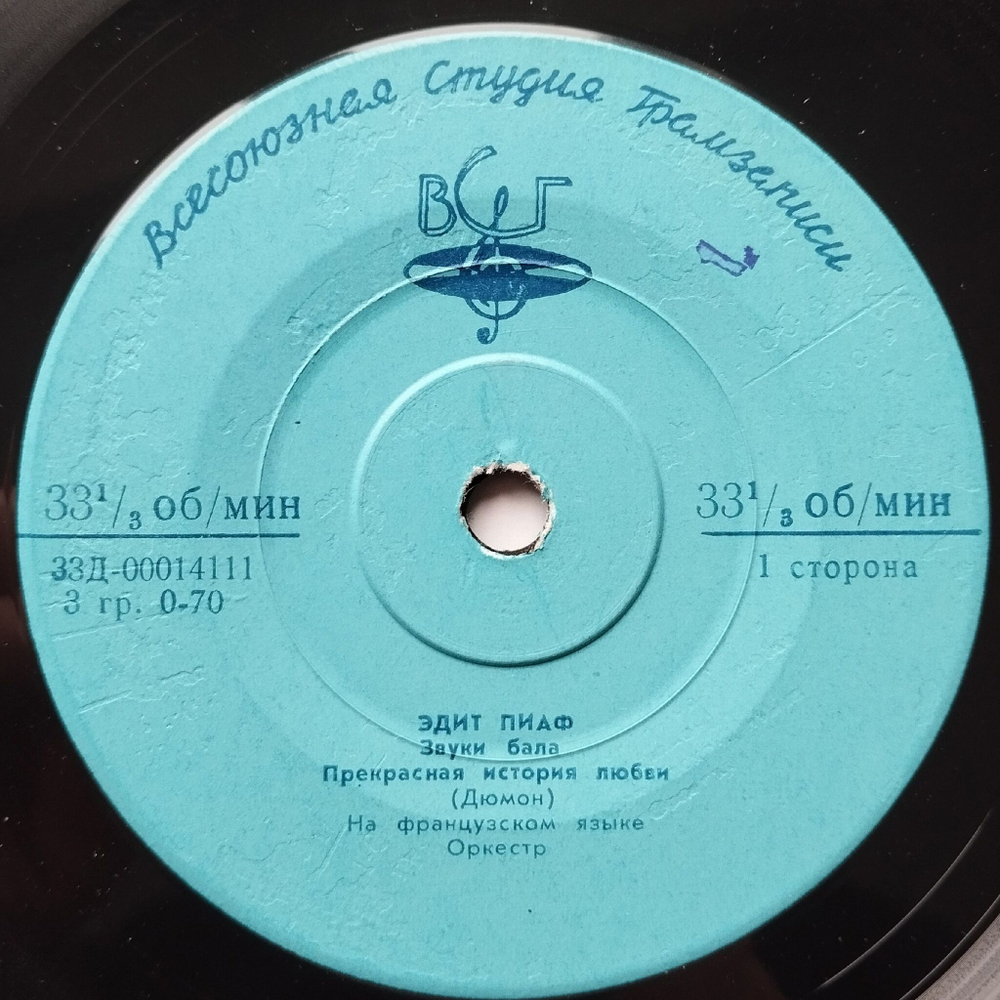 Всесоюзная Студия Грамзаписи
ВСГ
33¹/₃ об/мин
33Д-00014111
3 гр. 0-70
33¹/₃ об/мин
1 сторона
ЭДИТ ПИАФ
Звуки бала
Прекрасная история любви
(Дюмон)
На французском языке
Оркестр